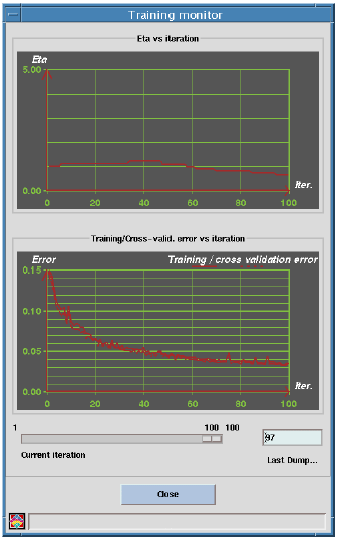 Training monitor
Eta vs iteration
Eta
5.00
0.00
Iter.
0 20 40 60 80 100
Training/Cross-valid. error vs iteration
Error Training / cross validation error
0.15
0.10
0.05
0.00
Iter.
0 20 40 60 80 100
1 100 100
97
Current iteration
Last Dump...
Close